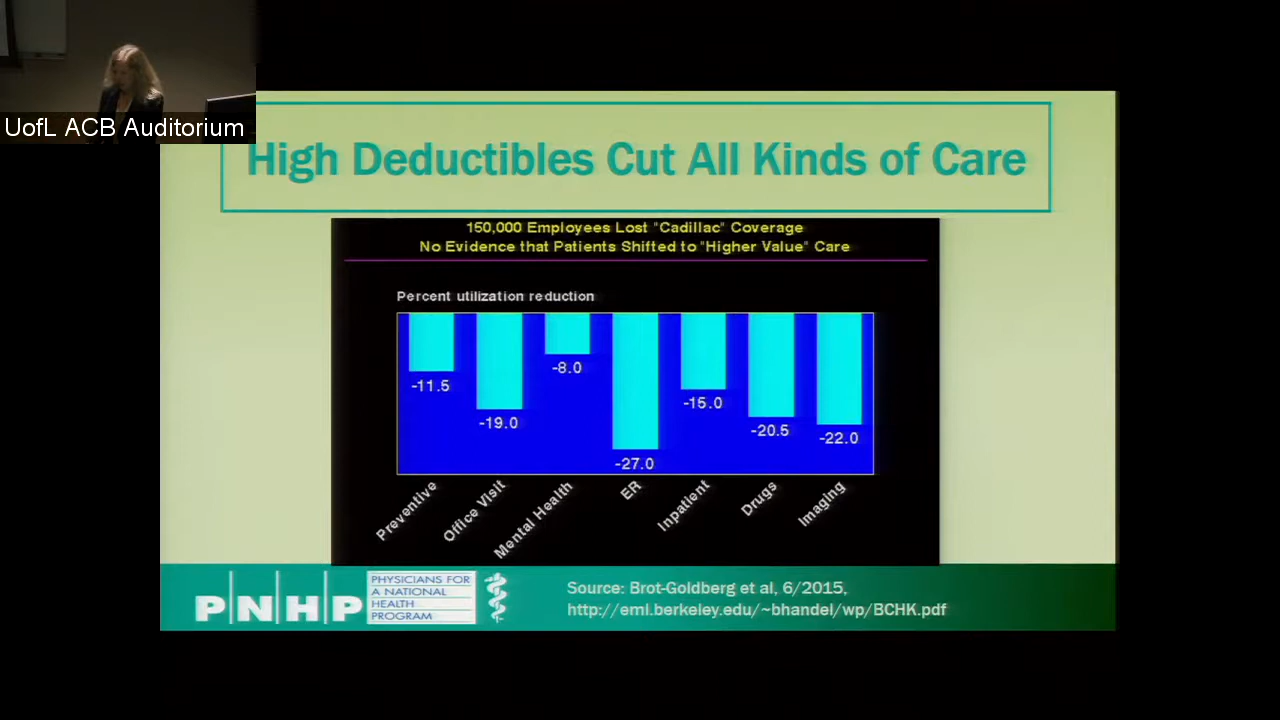 UofL ACB Auditorium
High Deductibles Cut All Kinds of Care
150,000 Employees Lost "Cadillac" Coverage
No Evidence that Patients Shifted to "Higher Value" Care
Percent utilization reduction
-11.5
-19.0
-8.0
-27.0
-15.0
-20.5
-22.0
Preventive
Office Visit
Mental Health
ER
Inpatient
Drugs
Imaging
PNHP
PHYSICIANS FOR
A NATIONAL
HEALTH
PROGRAM
Source: Brot-Goldberg et al, 6/2015,
http://eml.berkeley.edu/~bhandel/wp/BCHK.pdf